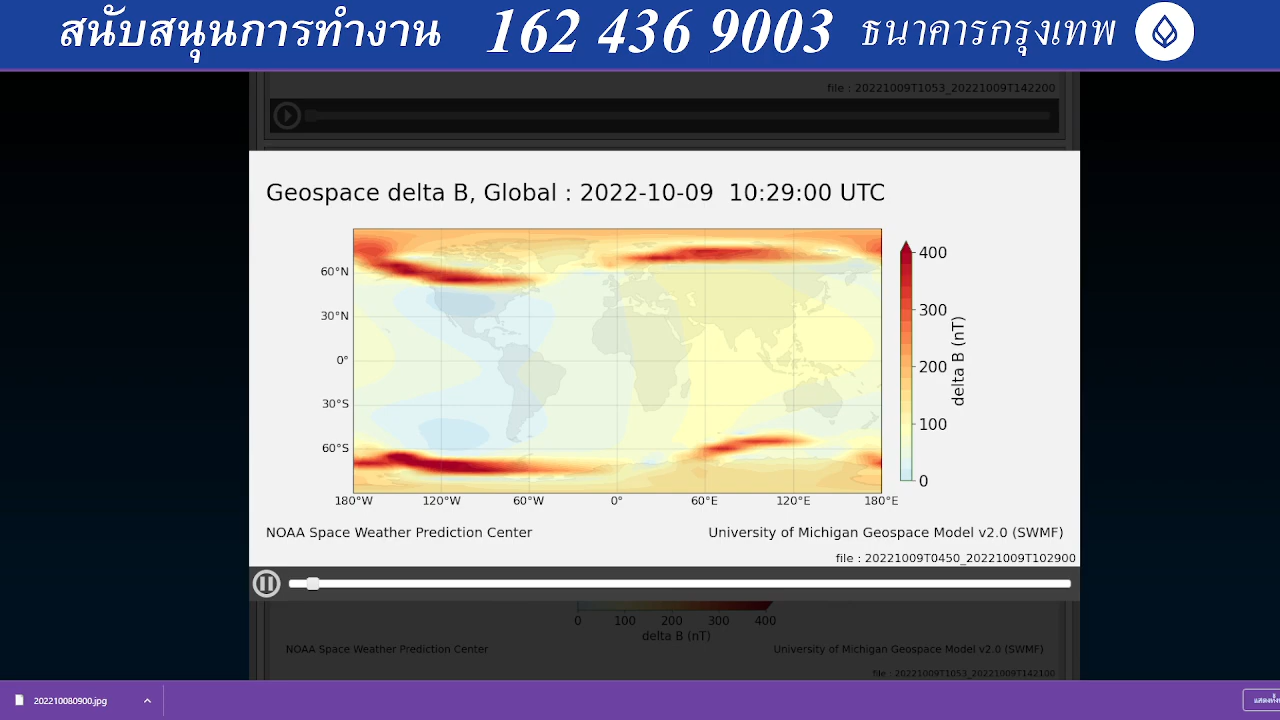 สนับสนุนการทำงาน 162 436 9003 ธนาคารกรุงเทพ
file : 20221009T1053_20221009T142200
Geospace delta B, Global : 2022-10-09 10:29:00 UTC
400
300
200
100
0
delta B (nT)
60°N
30°N
0°
30°S
60°S
180°W 120°W 60°W 0° 60°E 120°E 180°E
NOAA Space Weather Prediction Center University of Michigan Geospace Model v2.0 (SWMF)
file : 20221009T0450_20221009T102900
0 100 200 300 400
delta B (nT)
NOAA Space Weather Prediction Center University of Michigan Geospace Model v2.0 (SWMF)
file : 20221009T1053_20221009T142100
202210080900.jpg